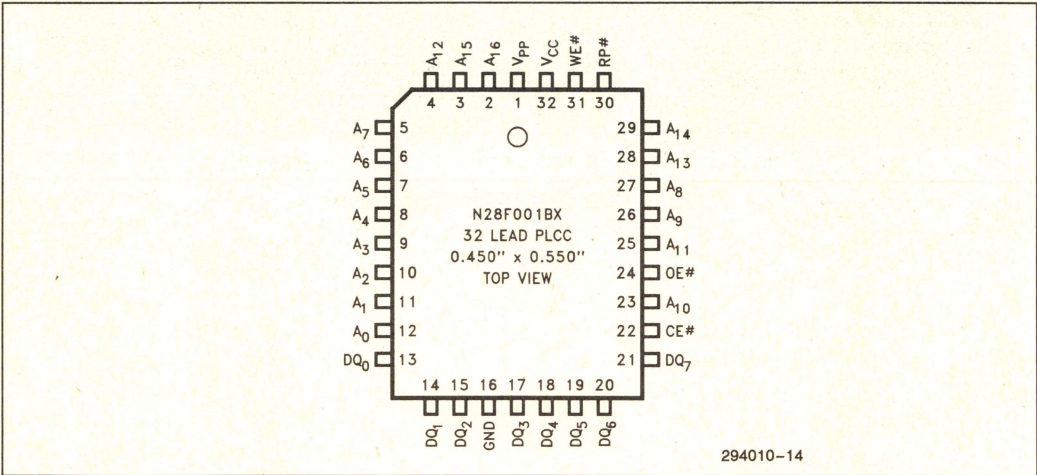 A12 A15 A16 VPP VCC WE# RP#
4 3 2 1 32 31 30
A7 5 29 A14
A6 6 28 A13
A5 7 27 A8
A4 8 N28F001BX 26 A9
A3 9 32 LEAD PLCC 25 A11
0.450" x 0.550"
A2 10 TOP VIEW 24 OE#
A1 11 23 A10
A0 12 22 CE#
DQ0 13 21 DQ7
14 15 16 17 18 19 20
DQ1 DQ2 GND DQ3 DQ4 DQ5 DQ6
294010-14